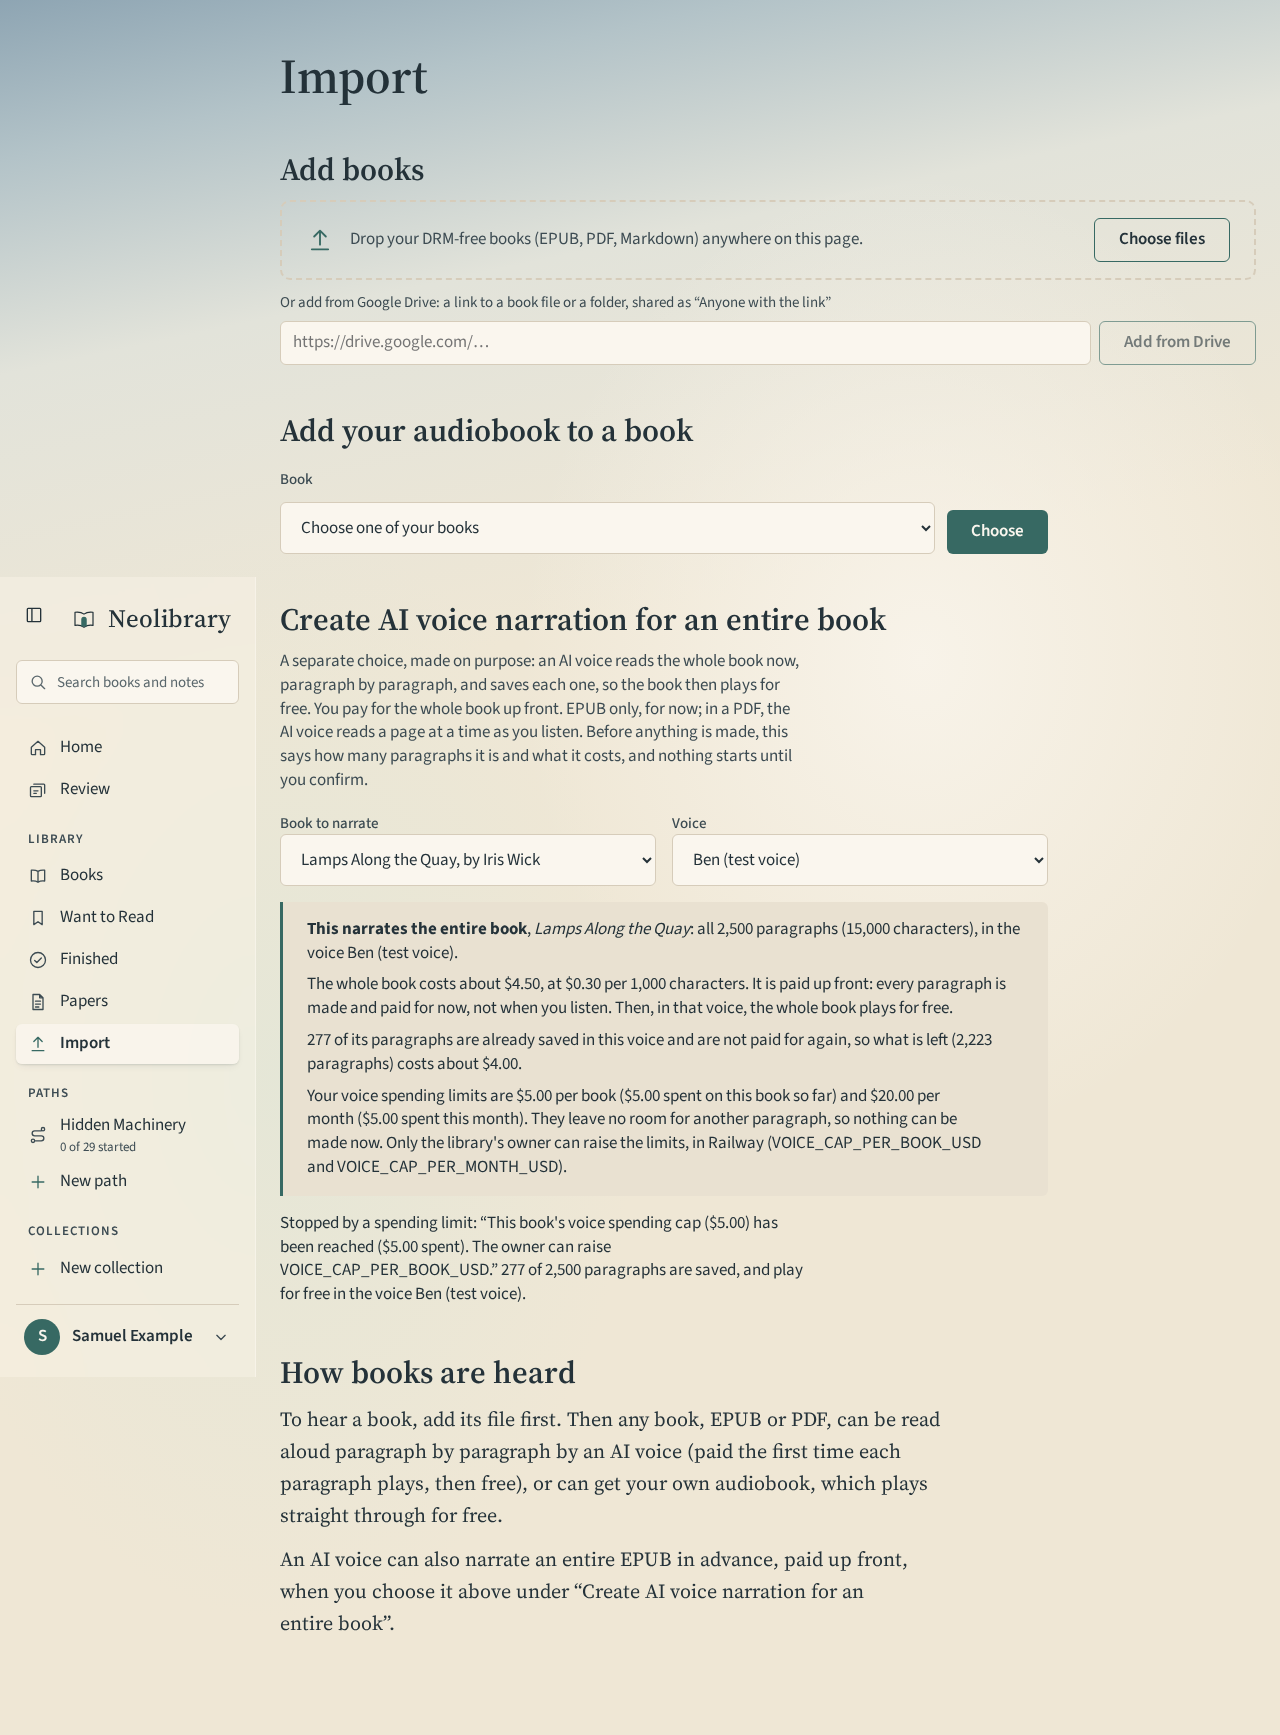 Import
Add books
Drop your DRM-free books (EPUB, PDF, Markdown) anywhere on this page.
Choose files
Or add from Google Drive: a link to a book file or a folder, shared as “Anyone with the link”
https://drive.google.com/…
Add from Drive
Add your audiobook to a book
Book
Choose one of your books
Choose
Neolibrary
Search books and notes
Home
Review
LIBRARY
Books
Want to Read
Finished
Papers
Import
PATHS
Hidden Machinery
0 of 29 started
New path
COLLECTIONS
New collection
S
Samuel Example
Create AI voice narration for an entire book
A separate choice, made on purpose: an AI voice reads the whole book now,
paragraph by paragraph, and saves each one, so the book then plays for
free. You pay for the whole book up front. EPUB only, for now; in a PDF, the
AI voice reads a page at a time as you listen. Before anything is made, this
says how many paragraphs it is and what it costs, and nothing starts until
you confirm.
Book to narrate
Lamps Along the Quay, by Iris Wick
Voice
Ben (test voice)
This narrates the entire book, Lamps Along the Quay: all 2,500 paragraphs (15,000 characters), in the
voice Ben (test voice).
The whole book costs about $4.50, at $0.30 per 1,000 characters. It is paid up front: every paragraph is
made and paid for now, not when you listen. Then, in that voice, the whole book plays for free.
277 of its paragraphs are already saved in this voice and are not paid for again, so what is left (2,223
paragraphs) costs about $4.00.
Your voice spending limits are $5.00 per book ($5.00 spent on this book so far) and $20.00 per
month ($5.00 spent this month). They leave no room for another paragraph, so nothing can be
made now. Only the library's owner can raise the limits, in Railway (VOICE_CAP_PER_BOOK_USD
and VOICE_CAP_PER_MONTH_USD).
Stopped by a spending limit: “This book's voice spending cap ($5.00) has
been reached ($5.00 spent). The owner can raise
VOICE_CAP_PER_BOOK_USD.” 277 of 2,500 paragraphs are saved, and play
for free in the voice Ben (test voice).
How books are heard
To hear a book, add its file first. Then any book, EPUB or PDF, can be read
aloud paragraph by paragraph by an AI voice (paid the first time each
paragraph plays, then free), or can get your own audiobook, which plays
straight through for free.
An AI voice can also narrate an entire EPUB in advance, paid up front,
when you choose it above under “Create AI voice narration for an
entire book”.